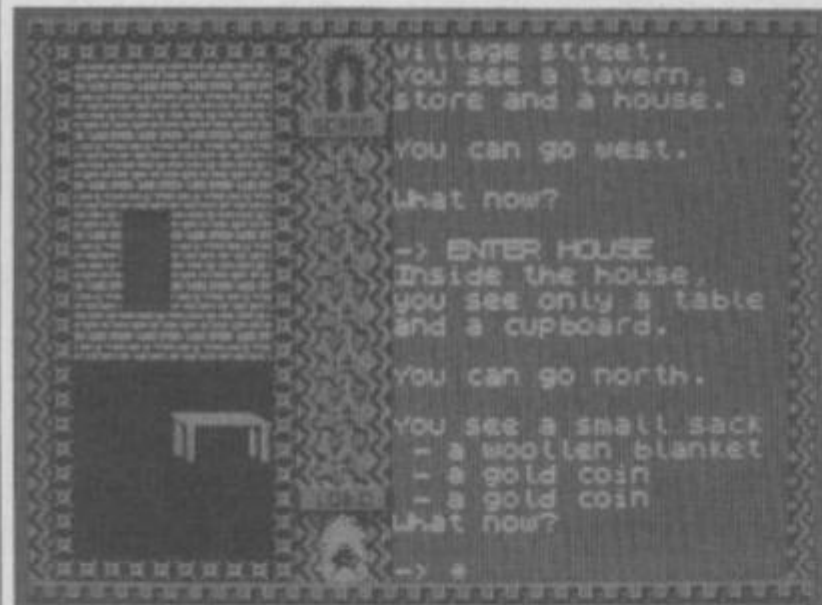 Village street.
You see a tavern, a
store and a house.
You can go west.
What now?
-> ENTER HOUSE
Inside the house,
you see only a table
and a cupboard.
You can go north.
You see a small sack
- a woollen blanket
- a gold coin
- a gold coin
What now?
->